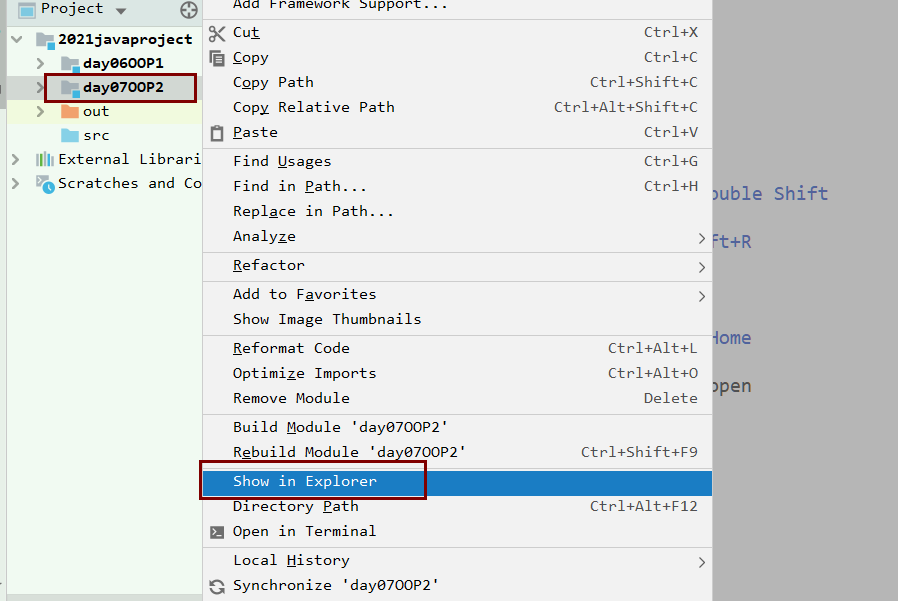 Project
2021javaproject
day06OOP1
day07OOP2
out
src
External Librari
Scratches and Co
Add Framework Support...
Cut Ctrl+X
Copy Ctrl+C
Copy Path Ctrl+Shift+C
Copy Relative Path Ctrl+Alt+Shift+C
Paste Ctrl+V
Find Usages Ctrl+G
Find in Path... Ctrl+H
Replace in Path...
Analyze
Refactor
Add to Favorites
Show Image Thumbnails
Reformat Code Ctrl+Alt+L
Optimize Imports Ctrl+Alt+O
Remove Module Delete
Build Module 'day07OOP2'
Rebuild Module 'day07OOP2' Ctrl+Shift+F9
Show in Explorer
Directory Path Ctrl+Alt+F12
Open in Terminal
Local History
Synchronize 'day07OOP2'
ouble Shift
ft+R
Home
open